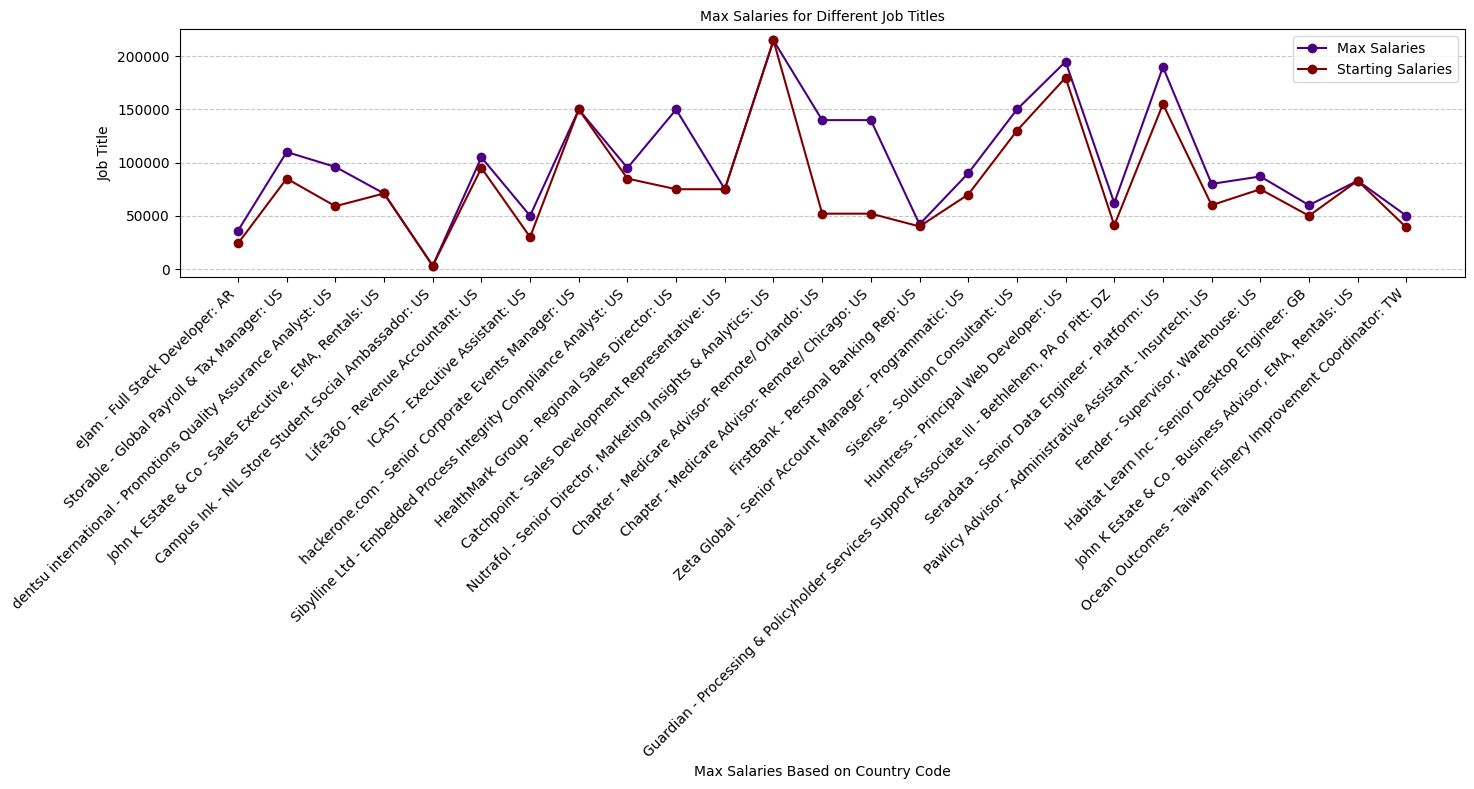 Max Salaries for Different Job Titles
Max Salaries
Starting Salaries
Job Title
200000
150000
100000
50000
0
eJam - Full Stack Developer: AR
Storable - Global Payroll & Tax Manager: US
dentsu international - Promotions Quality Assurance Analyst: US
John K Estate & Co - Sales Executive, EMA, Rentals: US
Campus Ink - NIL Store Student Social Ambassador: US
Life360 - Revenue Accountant: US
ICAST - Executive Assistant: US
hackerone.com - Senior Corporate Events Manager: US
Sibylline Ltd - Embedded Process Integrity Compliance Analyst: US
HealthMark Group - Regional Sales Director: US
Catchpoint - Sales Development Representative: US
Nutrafol - Senior Director, Marketing Insights & Analytics: US
Chapter - Medicare Advisor- Remote/ Orlando: US
Chapter - Medicare Advisor- Remote/ Chicago: US
FirstBank - Personal Banking Rep: US
Zeta Global - Senior Account Manager - Programmatic: US
Sisense - Solution Consultant: US
Huntress - Principal Web Developer: US
Guardian - Processing & Policyholder Services Support Associate III - Bethlehem, PA or Pitt: DZ
Seradata - Senior Data Engineer - Platform: US
Pawlicy Advisor - Administrative Assistant - Insurtech: US
Fender - Supervisor, Warehouse: US
Habitat Learn Inc - Senior Desktop Engineer: GB
John K Estate & Co - Business Advisor, EMA, Rentals: US
Ocean Outcomes - Taiwan Fishery Improvement Coordinator: TW
Max Salaries Based on Country Code